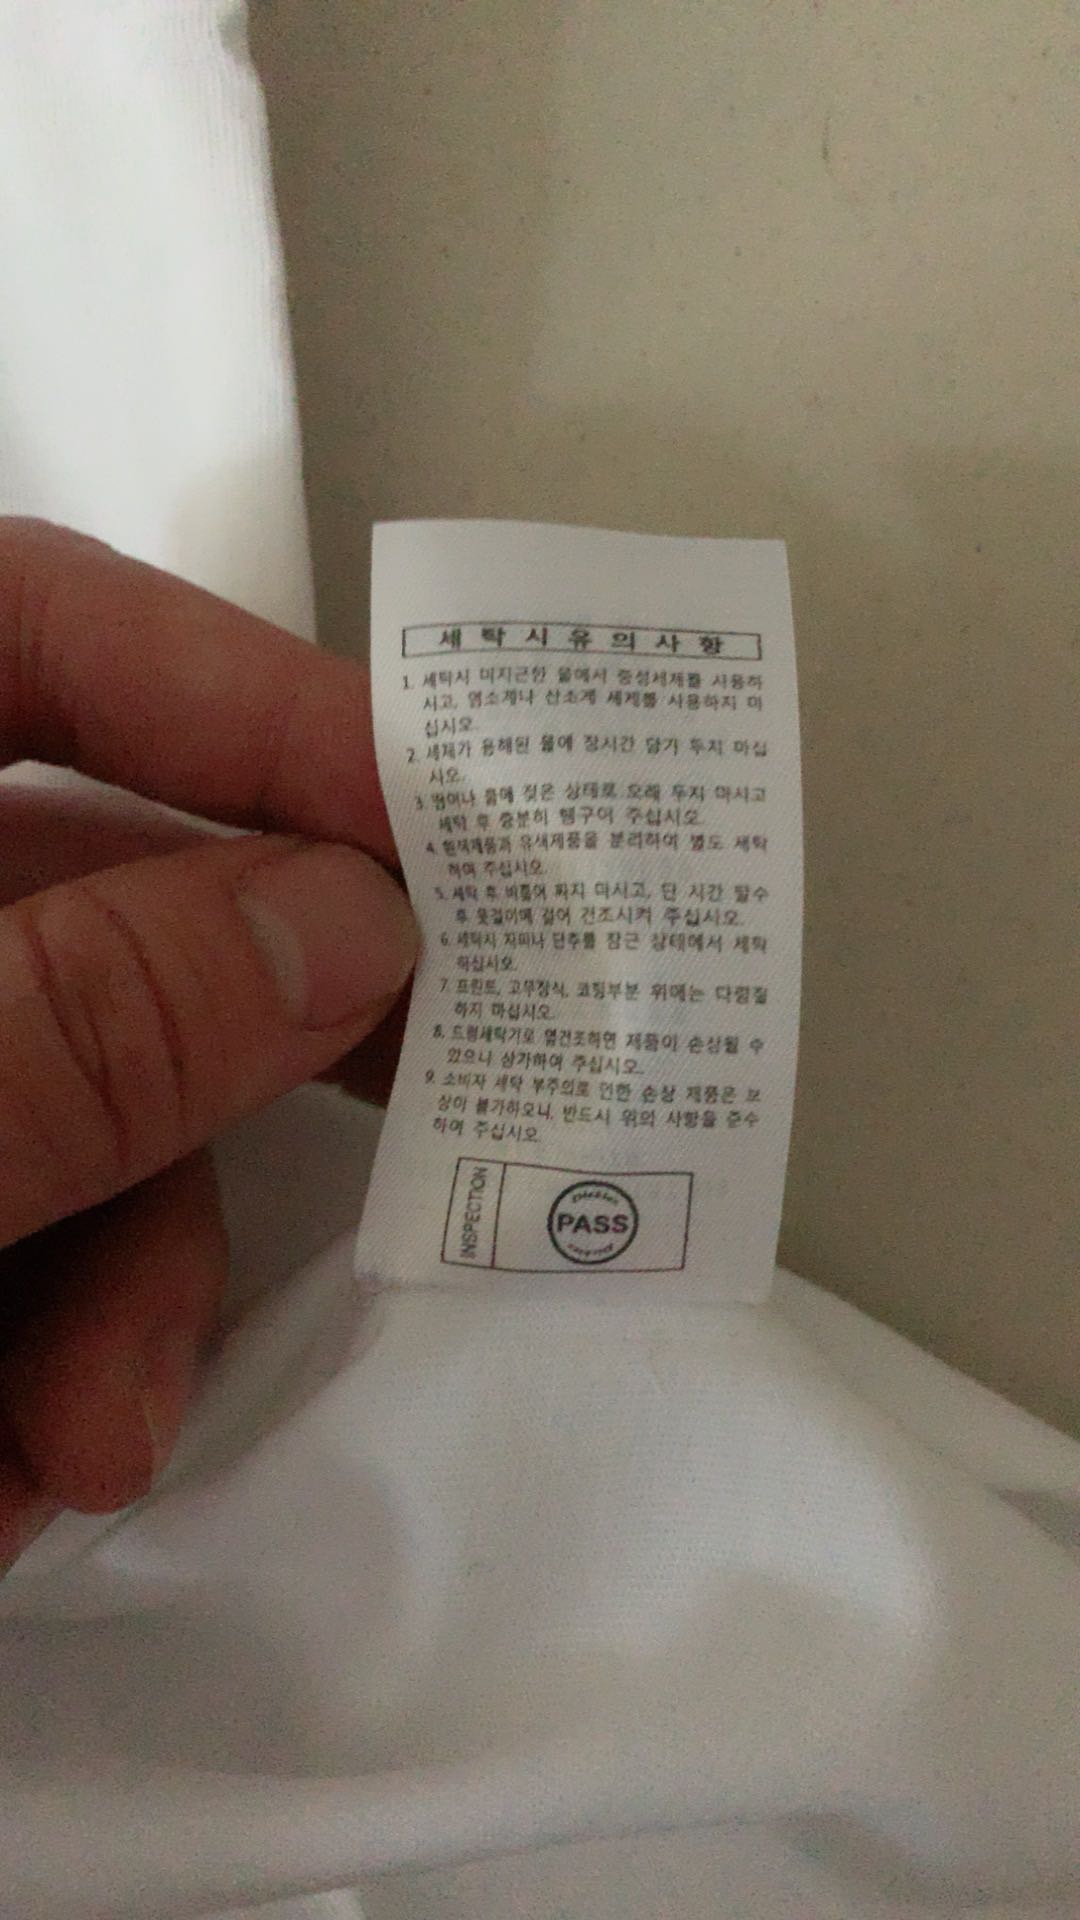 세탁시유의사항
1. 세탁시 미지근한 물에서 중성세제를 사용하
시고, 염소계나 산소계 세제를 사용하지 마
십시오.
2. 세제가 용해된 물에 장시간 담가 두지 마십
시오.
3. 땀이나 물에 젖은 상태로 오래 두지 마시고
세탁 후 충분히 헹구어 주십시오.
4. 흰색제품과 유색제품을 분리하여 별도 세탁
하여 주십시오.
5. 세탁 후 비틀어 짜지 마시고, 단 시간 탈수
후 옷걸이에 걸어 건조시켜 주십시오.
6. 세탁시 지퍼나 단추를 잠근 상태에서 세탁
하십시오.
7. 프린트, 고무장식, 코팅부분 위에는 다림질
하지 마십시오.
8. 드럼세탁기로 열건조하면 제품이 손상될 수
있으니 삼가하여 주십시오.
9. 소비자 세탁 부주의로 인한 손상 제품은 보
상이 불가하오니, 반드시 위의 사항을 준수
하여 주십시오.
INSPECTION
Dickies
PASS